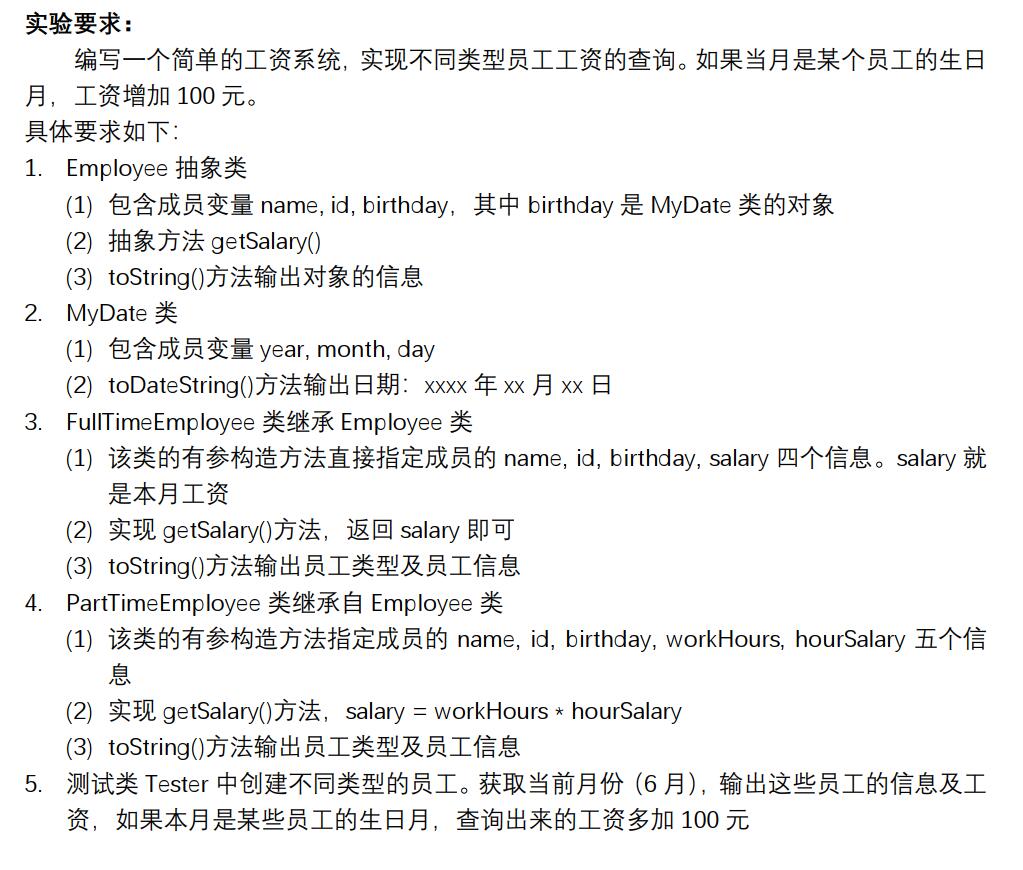 实验要求：
编写一个简单的工资系统，实现不同类型员工工资的查询。如果当月是某个员工的生日
月，工资增加 100 元。
具体要求如下：
1. Employee 抽象类
(1) 包含成员变量 name, id, birthday，其中 birthday 是 MyDate 类的对象
(2) 抽象方法 getSalary()
(3) toString()方法输出对象的信息
2. MyDate 类
(1) 包含成员变量 year, month, day
(2) toDateString()方法输出日期：xxxx 年 xx 月 xx 日
3. FullTimeEmployee 类继承 Employee 类
(1) 该类的有参构造方法直接指定成员的 name, id, birthday, salary 四个信息。salary 就
是本月工资
(2) 实现 getSalary()方法，返回 salary 即可
(3) toString()方法输出员工类型及员工信息
4. PartTimeEmployee 类继承自 Employee 类
(1) 该类的有参构造方法指定成员的 name, id, birthday, workHours, hourSalary 五个信
息
(2) 实现 getSalary()方法，salary = workHours * hourSalary
(3) toString()方法输出员工类型及员工信息
5. 测试类 Tester 中创建不同类型的员工。获取当前月份（6 月），输出这些员工的信息及工
资，如果本月是某些员工的生日月，查询出来的工资多加 100 元